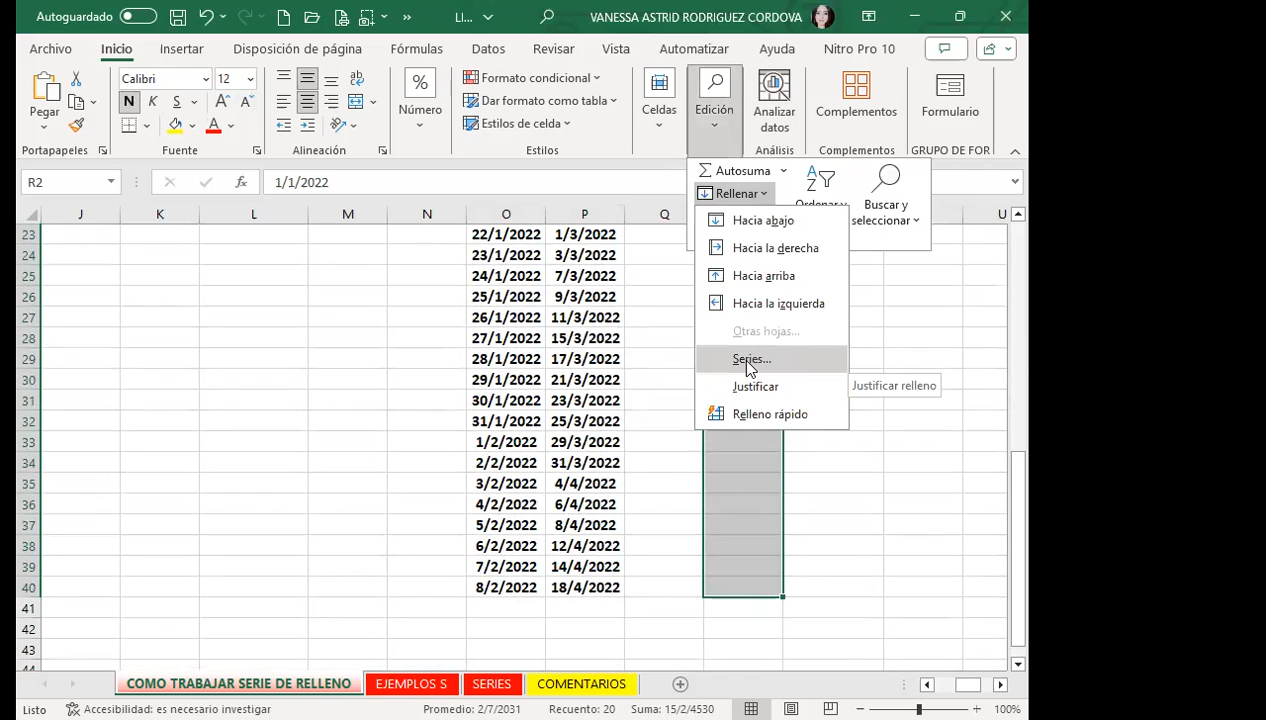 Autoguardado LI... VANESSA ASTRID RODRIGUEZ CORDOVA
Archivo Inicio Insertar Disposición de página Fórmulas Datos Revisar Vista Automatizar Ayuda Nitro Pro 10
Pegar Calibri 12 N K S Número Formato condicional Dar formato como tabla Estilos de celda Celdas Edición Analizar datos Complementos Formulario
Portapapeles Fuente Alineación Estilos Análisis Complementos GRUPO DE FOR
R2 fx 1/1/2022
Autosuma
Rellenar
Buscar y seleccionar
Hacia abajo
Hacia la derecha
Hacia arriba
Hacia la izquierda
Otras hojas...
Series...
Justificar
Justificar relleno
Relleno rápido
J K L M N O P Q U
23 22/1/2022 1/3/2022
24 23/1/2022 3/3/2022
25 24/1/2022 7/3/2022
26 25/1/2022 9/3/2022
27 26/1/2022 11/3/2022
28 27/1/2022 15/3/2022
29 28/1/2022 17/3/2022
30 29/1/2022 21/3/2022
31 30/1/2022 23/3/2022
32 31/1/2022 25/3/2022
33 1/2/2022 29/3/2022
34 2/2/2022 31/3/2022
35 3/2/2022 4/4/2022
36 4/2/2022 6/4/2022
37 5/2/2022 8/4/2022
38 6/2/2022 12/4/2022
39 7/2/2022 14/4/2022
40 8/2/2022 18/4/2022
41
42
43
COMO TRABAJAR SERIE DE RELLENO EJEMPLOS S SERIES COMENTARIOS
Listo Accesibilidad: es necesario investigar Promedio: 2/7/2031 Recuento: 20 Suma: 15/2/4530 100%